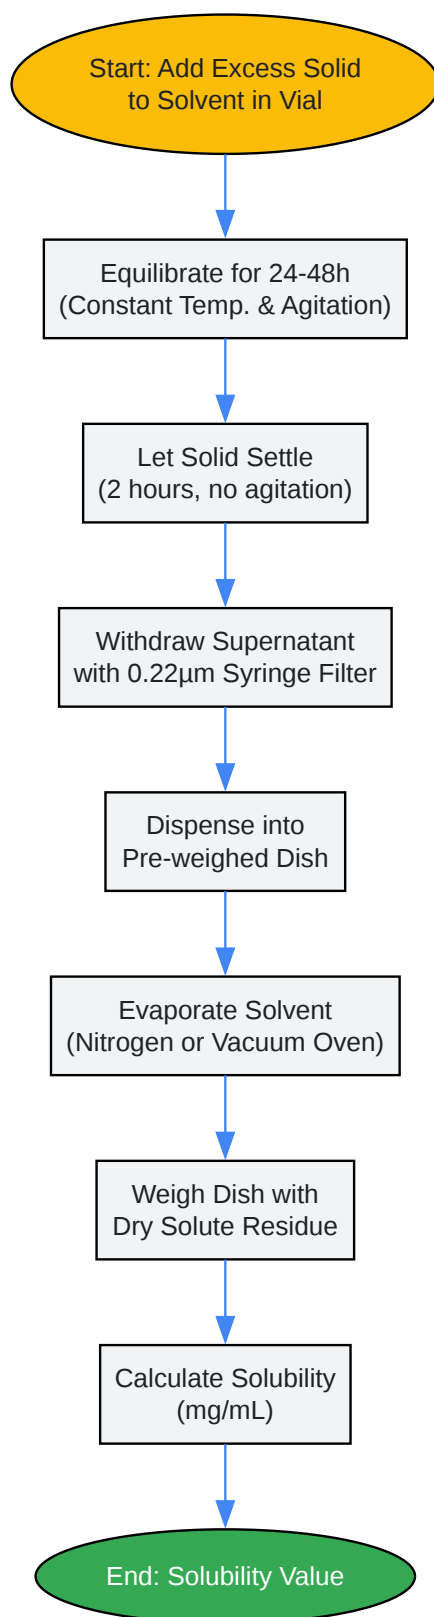 Start: Add Excess Solid
to Solvent in Vial
Equilibrate for 24-48h
(Constant Temp. & Agitation)
Let Solid Settle
(2 hours, no agitation)
Withdraw Supernatant
with 0.22µm Syringe Filter
Dispense into
Pre-weighed Dish
Evaporate Solvent
(Nitrogen or Vacuum Oven)
Weigh Dish with
Dry Solute Residue
Calculate Solubility
(mg/mL)
End: Solubility Value